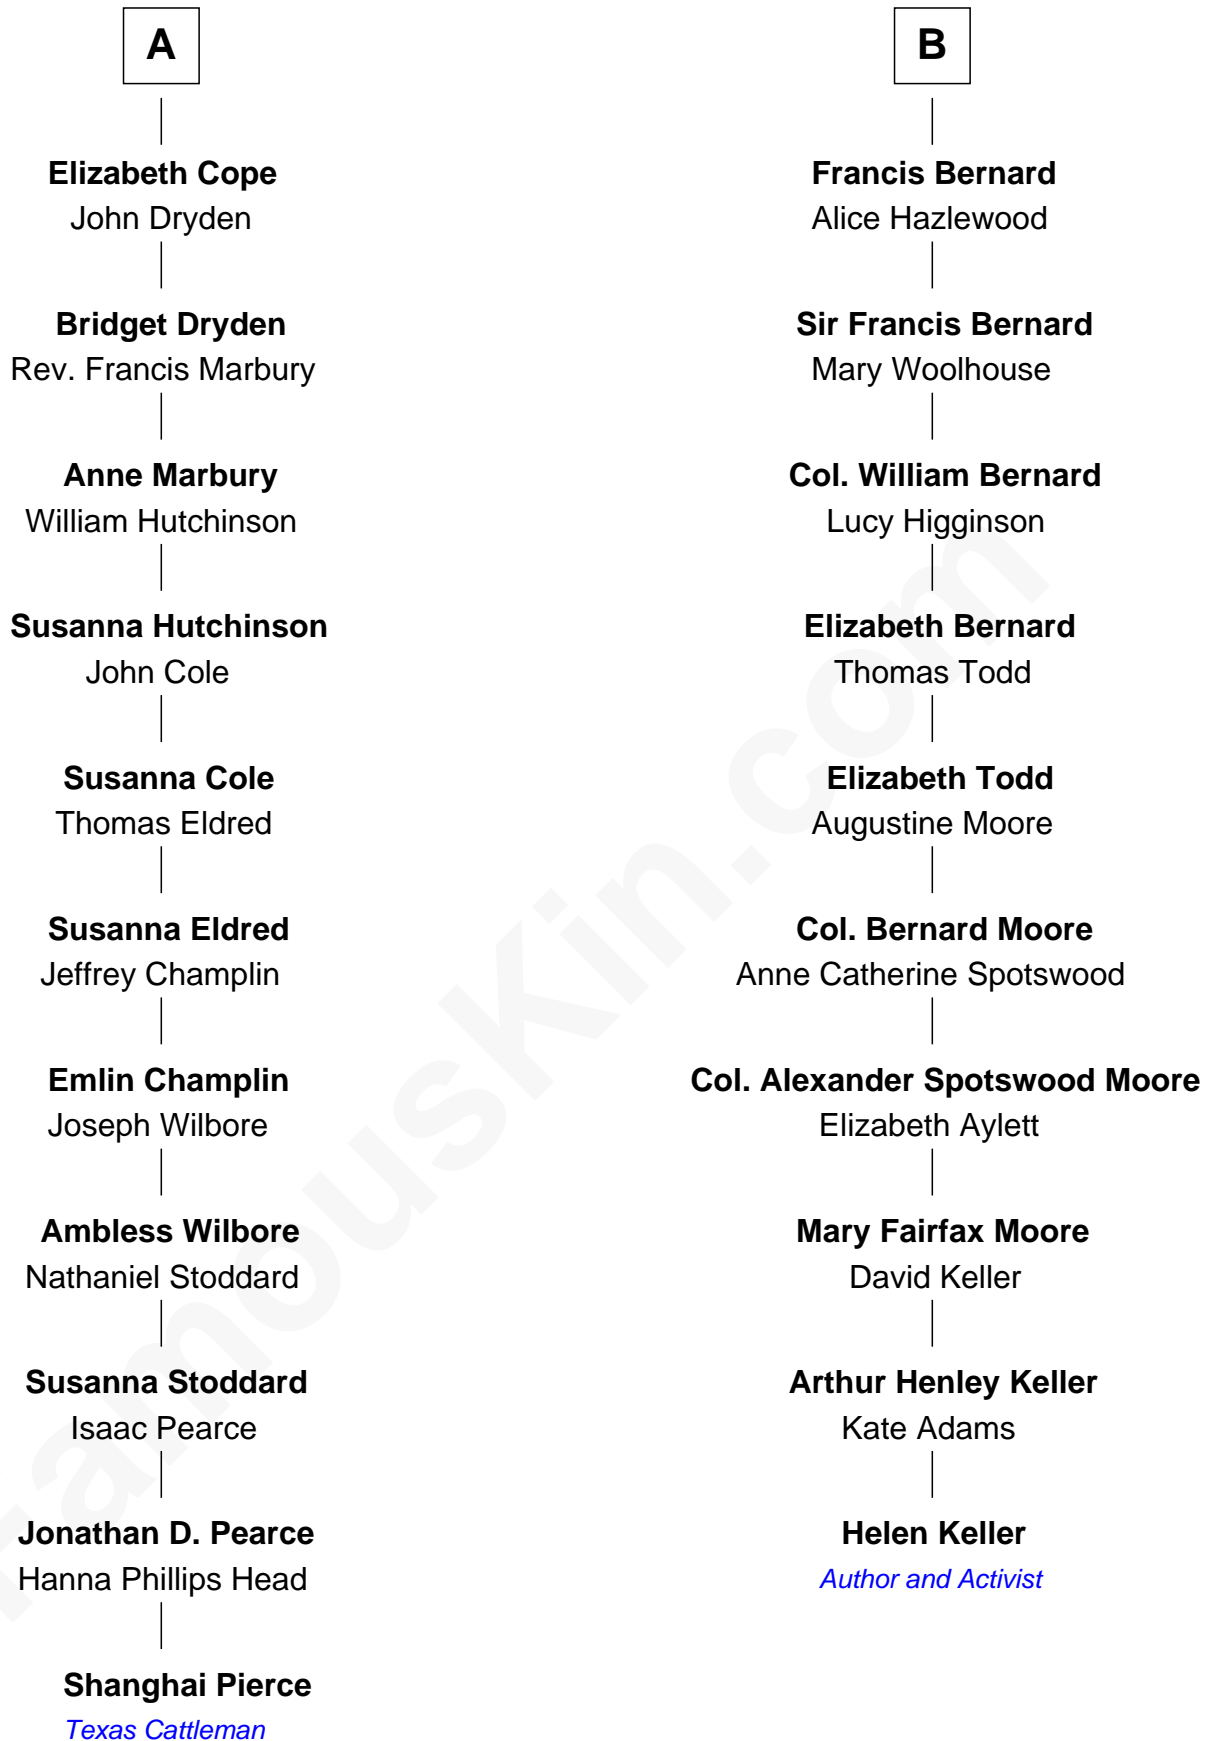 A
Elizabeth Cope
John Dryden
Bridget Dryden
Rev. Francis Marbury
Anne Marbury
William Hutchinson
Susanna Hutchinson
John Cole
Susanna Cole
Thomas Eldred
Susanna Eldred
Jeffrey Champlin
Emlin Champlin
Joseph Wilbore
Ambless Wilbore
Nathaniel Stoddard
Susanna Stoddard
Isaac Pearce
Jonathan D. Pearce
Hanna Phillips Head
Shanghai Pierce
Texas Cattleman
B
Francis Bernard
Alice Hazlewood
Sir Francis Bernard
Mary Woolhouse
Col. William Bernard
Lucy Higginson
Elizabeth Bernard
Thomas Todd
Elizabeth Todd
Augustine Moore
Col. Bernard Moore
Anne Catherine Spotswood
Col. Alexander Spotswood Moore
Elizabeth Aylett
Mary Fairfax Moore
David Keller
Arthur Henley Keller
Kate Adams
Helen Keller
Author and Activist
FamousKin.com